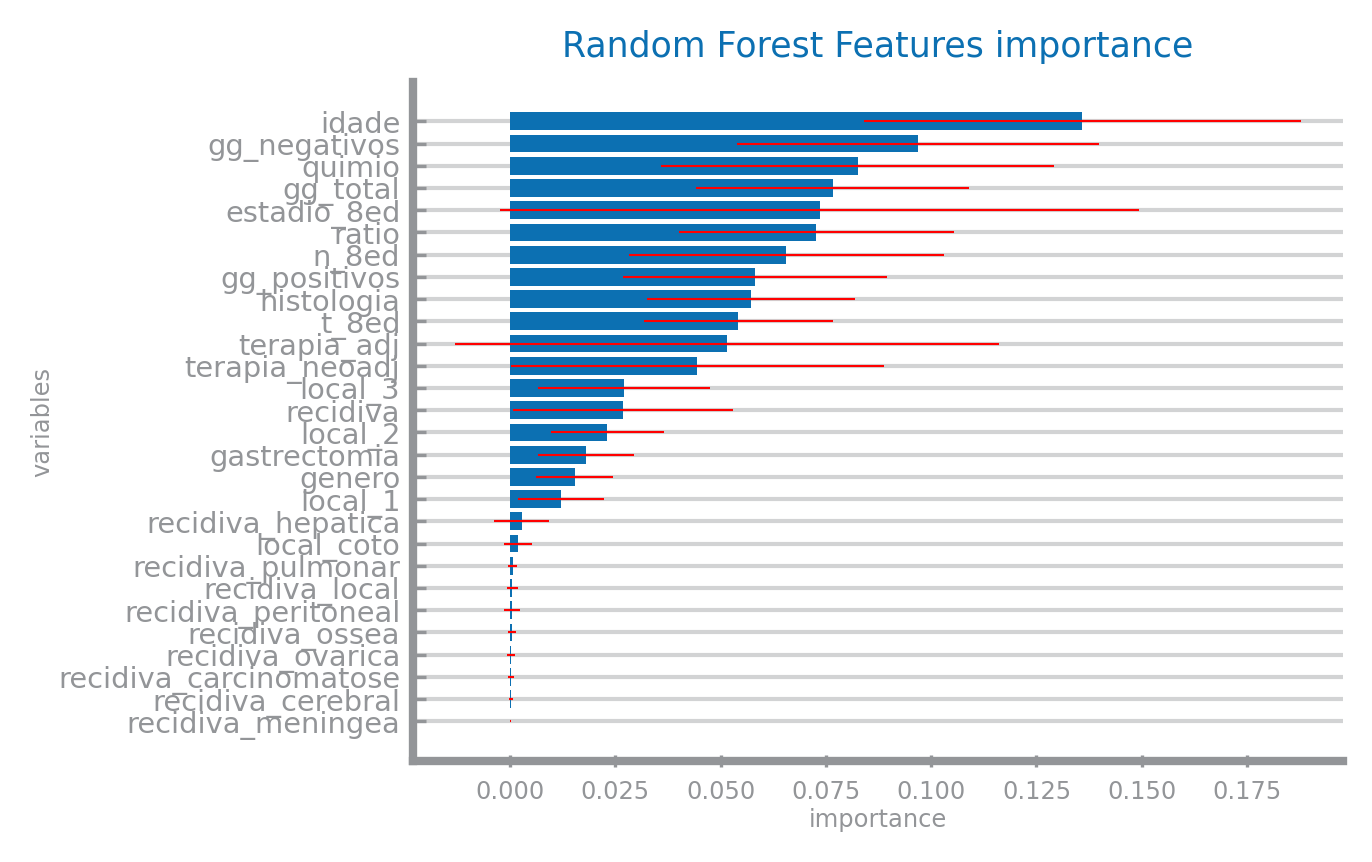 Random Forest Features importance
idade
gg_negativos
quimio
gg_total
estadio_8ed
ratio
n_8ed
gg_positivos
histologia
t_8ed
terapia_adj
terapia_neoadj
local_3
recidiva
local_2
gastrectomia
genero
local_1
recidiva_hepatica
local_coto
recidiva_pulmonar
recidiva_local
recidiva_peritoneal
recidiva_ossea
recidiva_ovarica
recidiva_carcinomatose
recidiva_cerebral
recidiva_meningea
variables
0.000 0.025 0.050 0.075 0.100 0.125 0.150 0.175
importance